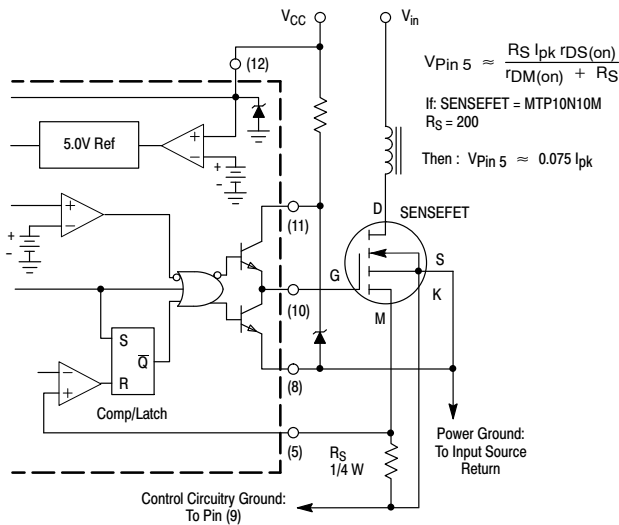 VCC
Vin
(12)
VPin 5 ≈ RS Ipk rDS(on)
rDM(on) + RS
If: SENSEFET = MTP10N10M
RS = 200
Then : VPin 5 ≈ 0.075 Ipk
5.0V Ref
+
−
+
−
+
−
+
−
(11)
D
SENSEFET
G
S
K
M
(10)
S
Q
R
−
+
Comp/Latch
(8)
(5)
RS
1/4 W
Power Ground:
To Input Source
Return
Control Circuitry Ground:
To Pin (9)